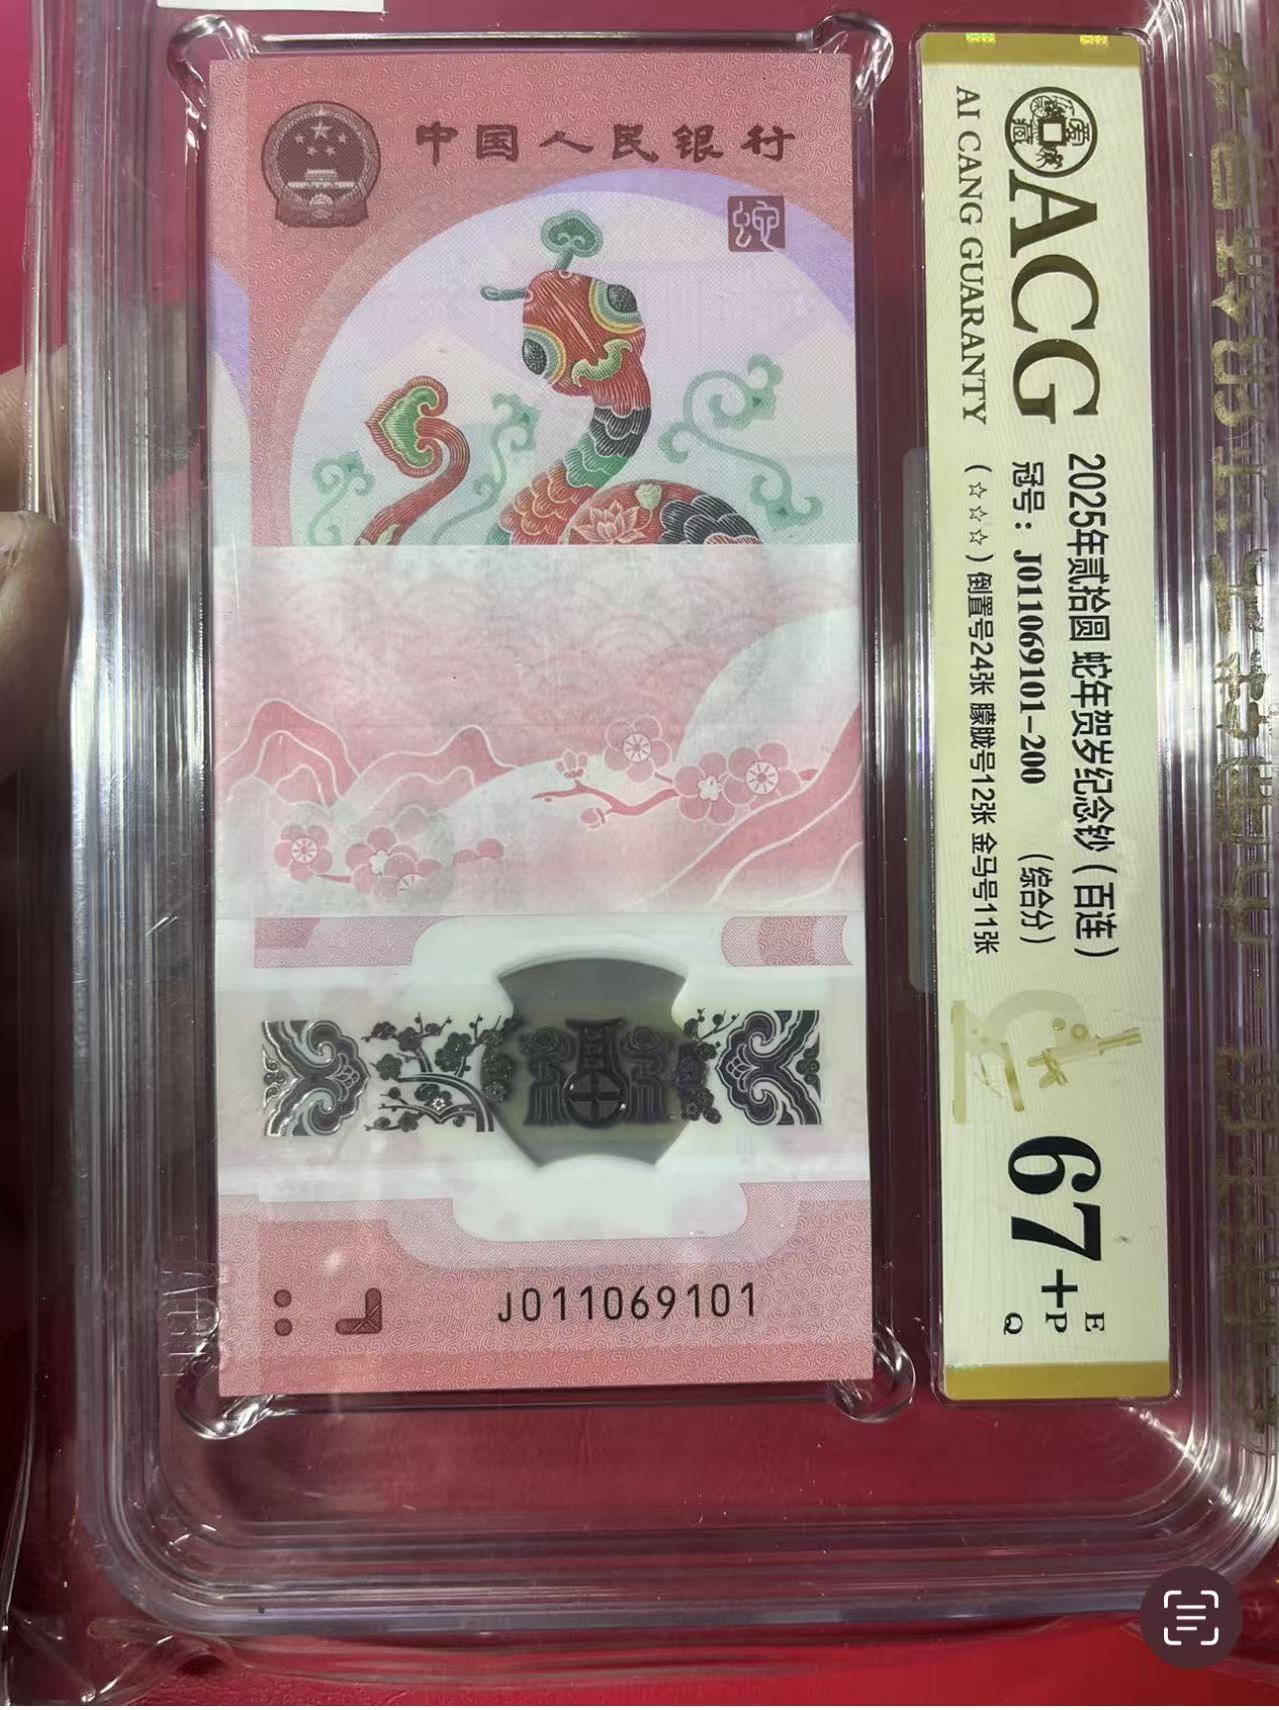 中国人民银行
蛇
J011069101
爱藏
ACG
AI CANG GUARANTY
2025年贰拾圆 蛇年贺岁纪念钞（百连）
冠号：J011069101-200 （综合分）
（☆☆☆）倒置号24张 朦胧号12张 金马号11张
67+
E
P
Q